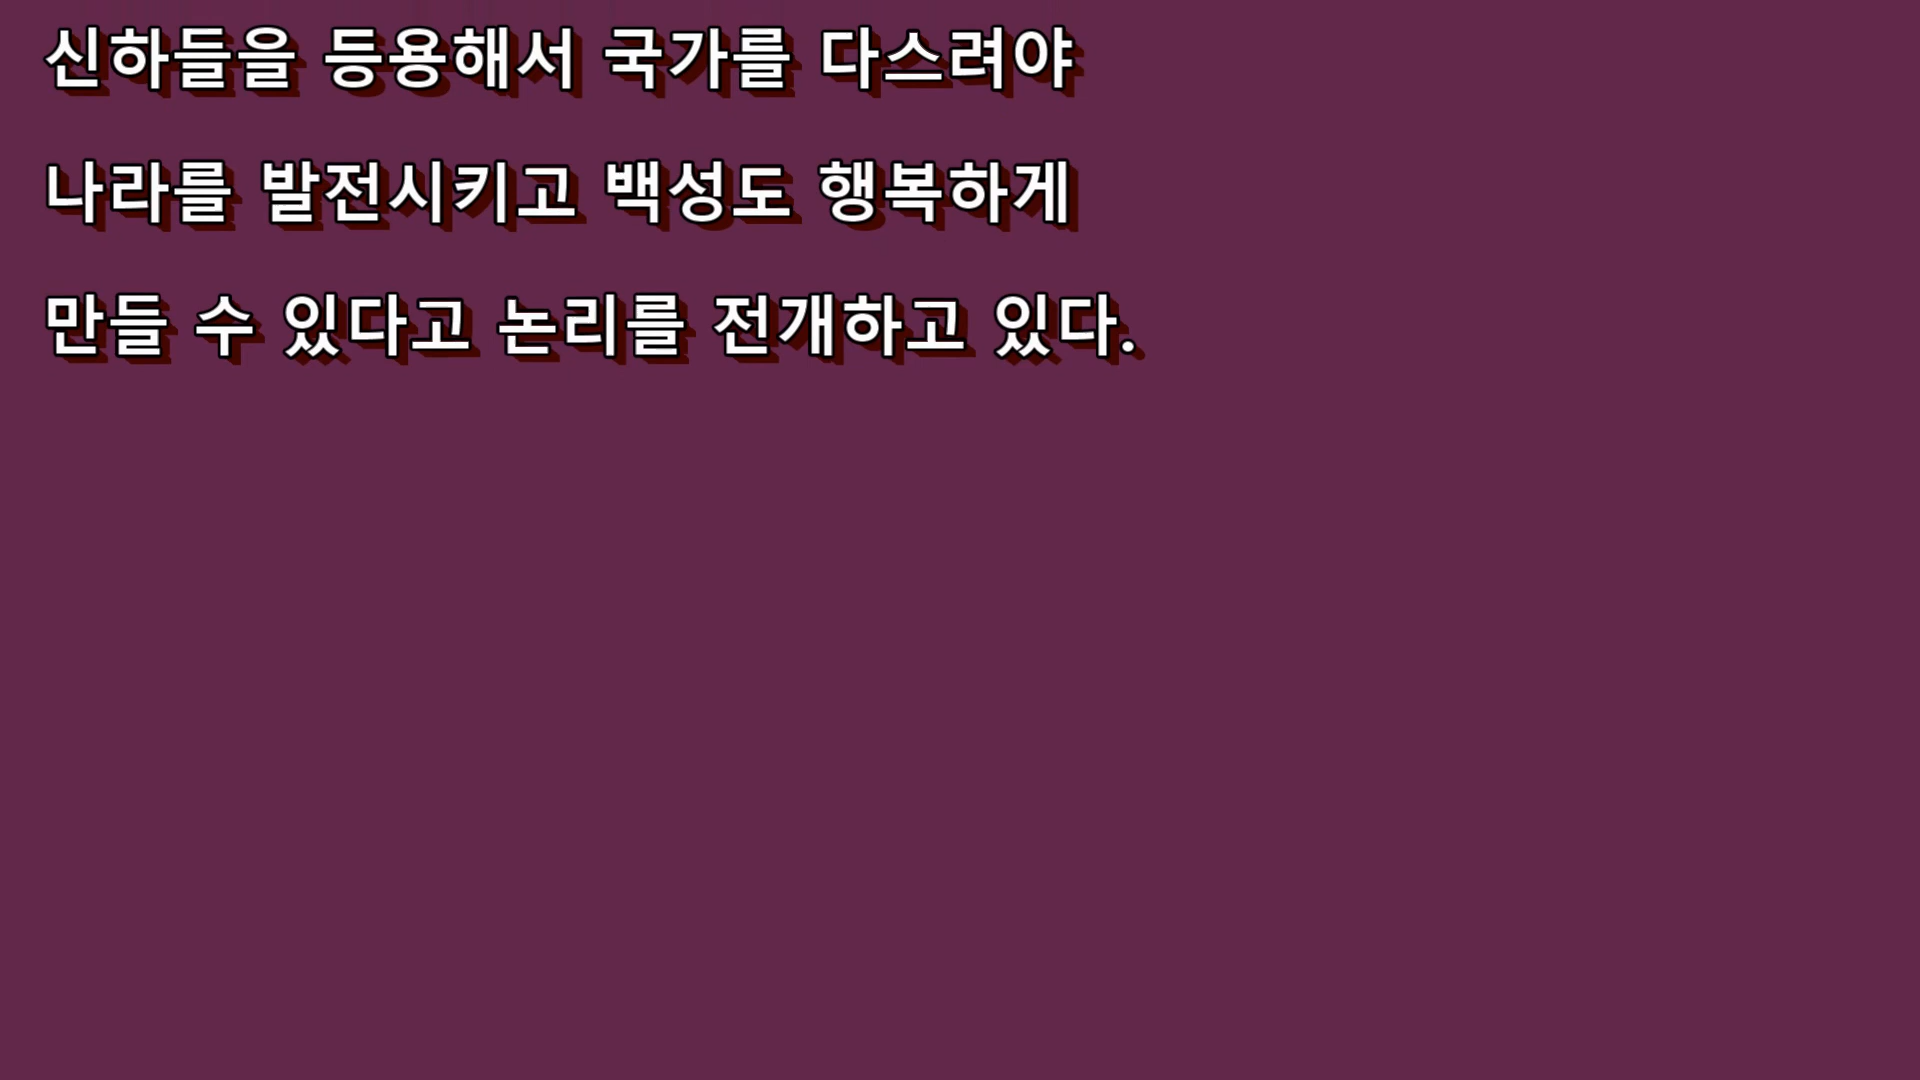 신하들을 등용해서 국가를 다스려야
나라를 발전시키고 백성도 행복하게
만들 수 있다고 논리를 전개하고 있다.